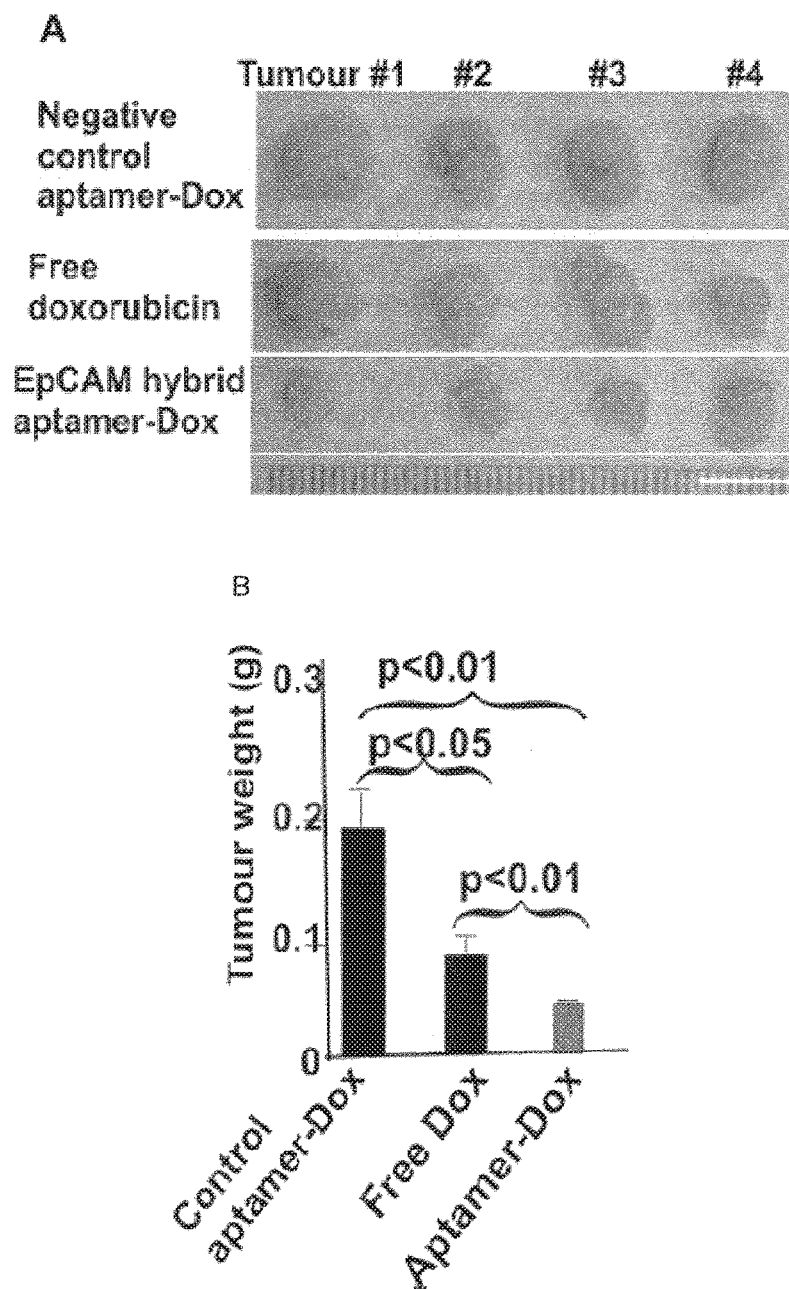 A
Tumour #1 #2 #3 #4
Negative
control
aptamer-Dox
Free
doxorubicin
EpCAM hybrid
aptamer-Dox
B
Tumour weight (g)
0.3
0.2
0.1
0
p<0.01
p<0.05
p<0.01
Control
aptamer-Dox
Free Dox
Aptamer-Dox